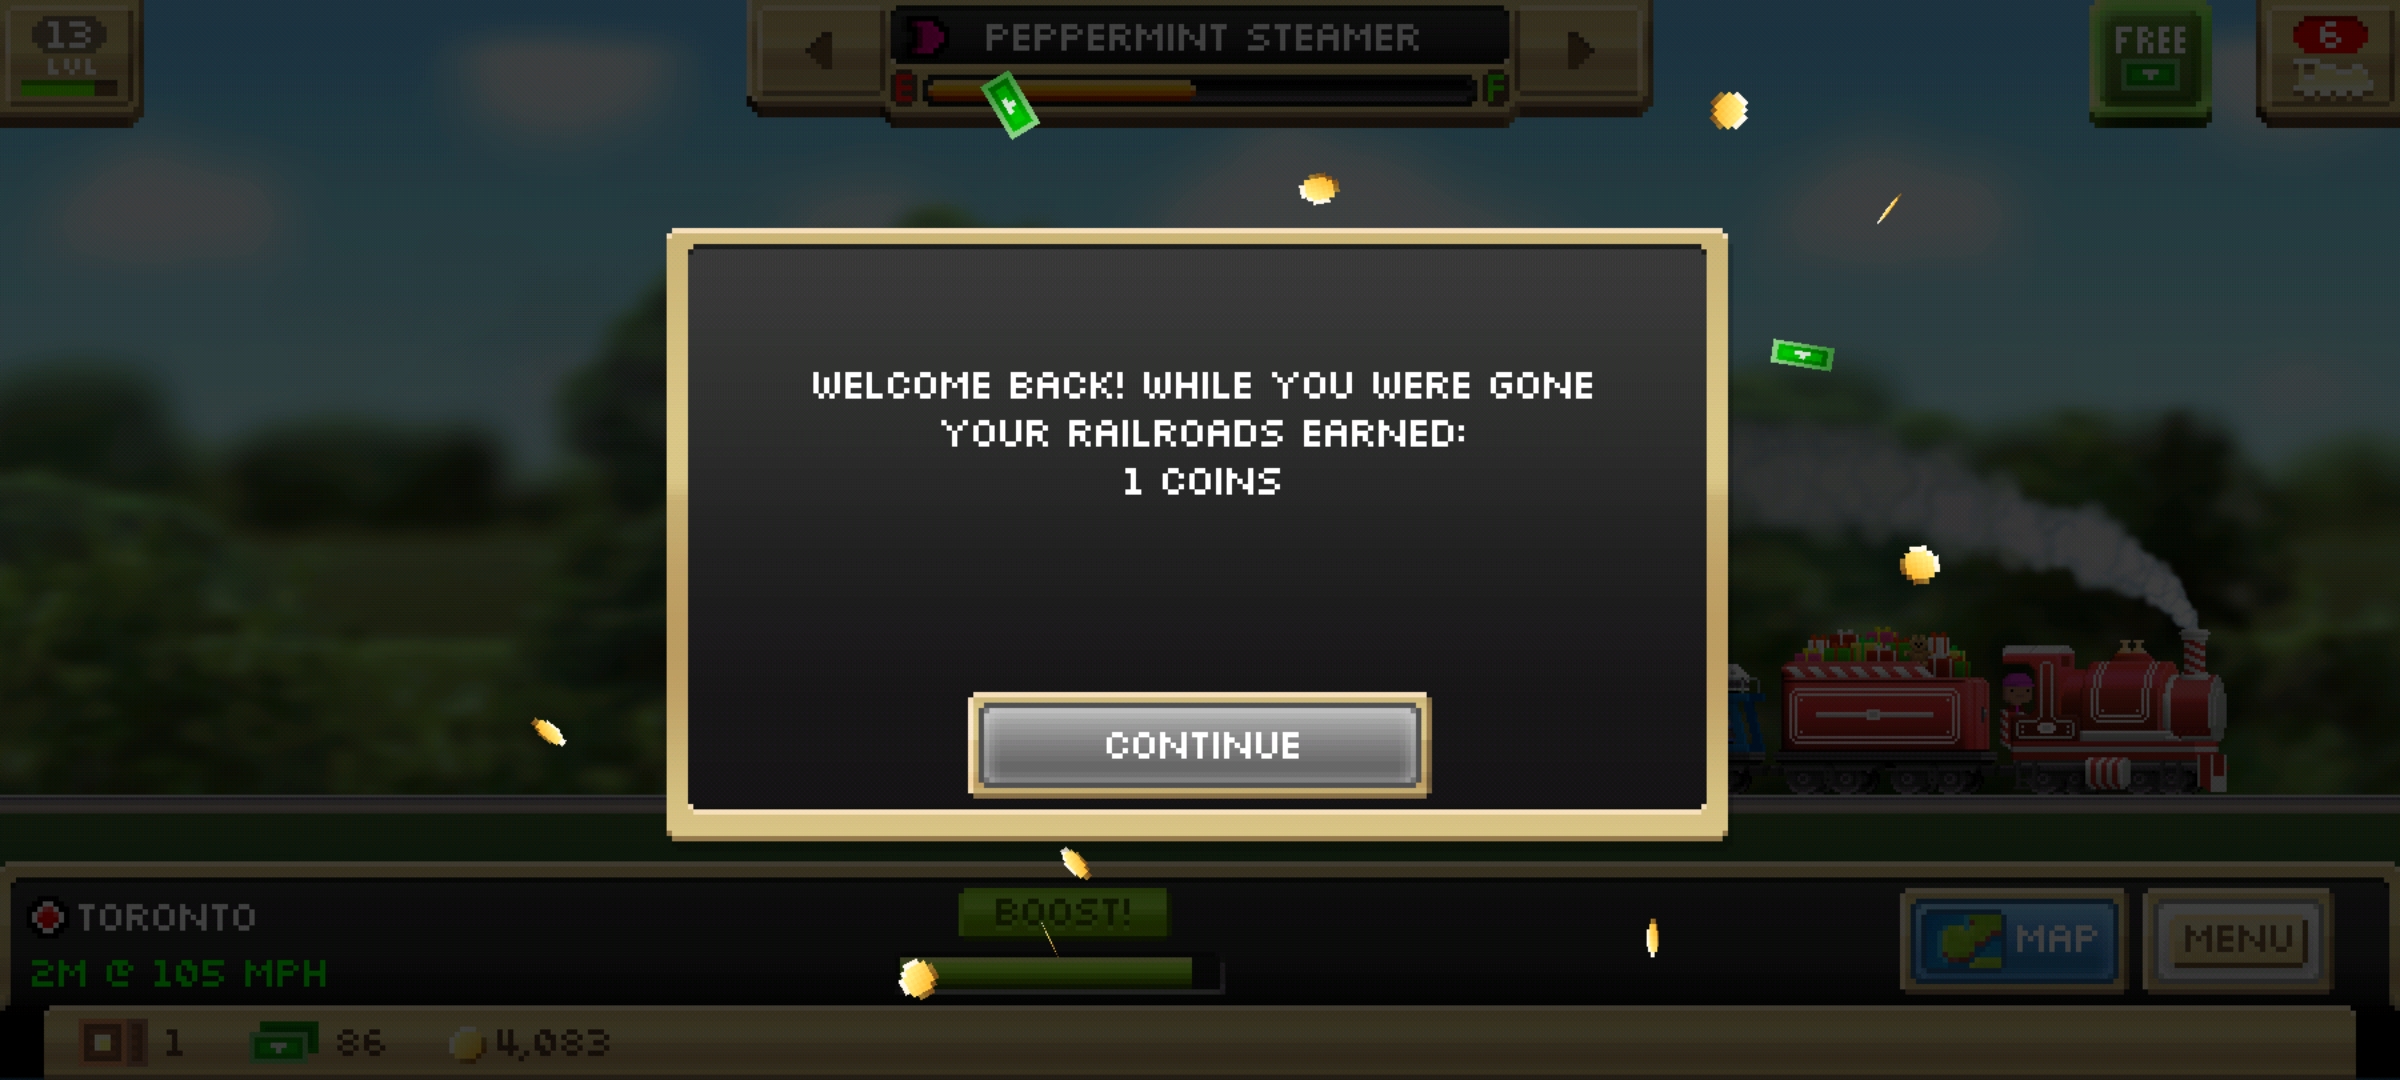 13
LVL
PEPPERMINT STEAMER
E F
FREE
6
WELCOME BACK! WHILE YOU WERE GONE
YOUR RAILROADS EARNED:
1 COINS
CONTINUE
TORONTO
2M @ 105 MPH
BOOST!
MAP
MENU
1 86 4,083